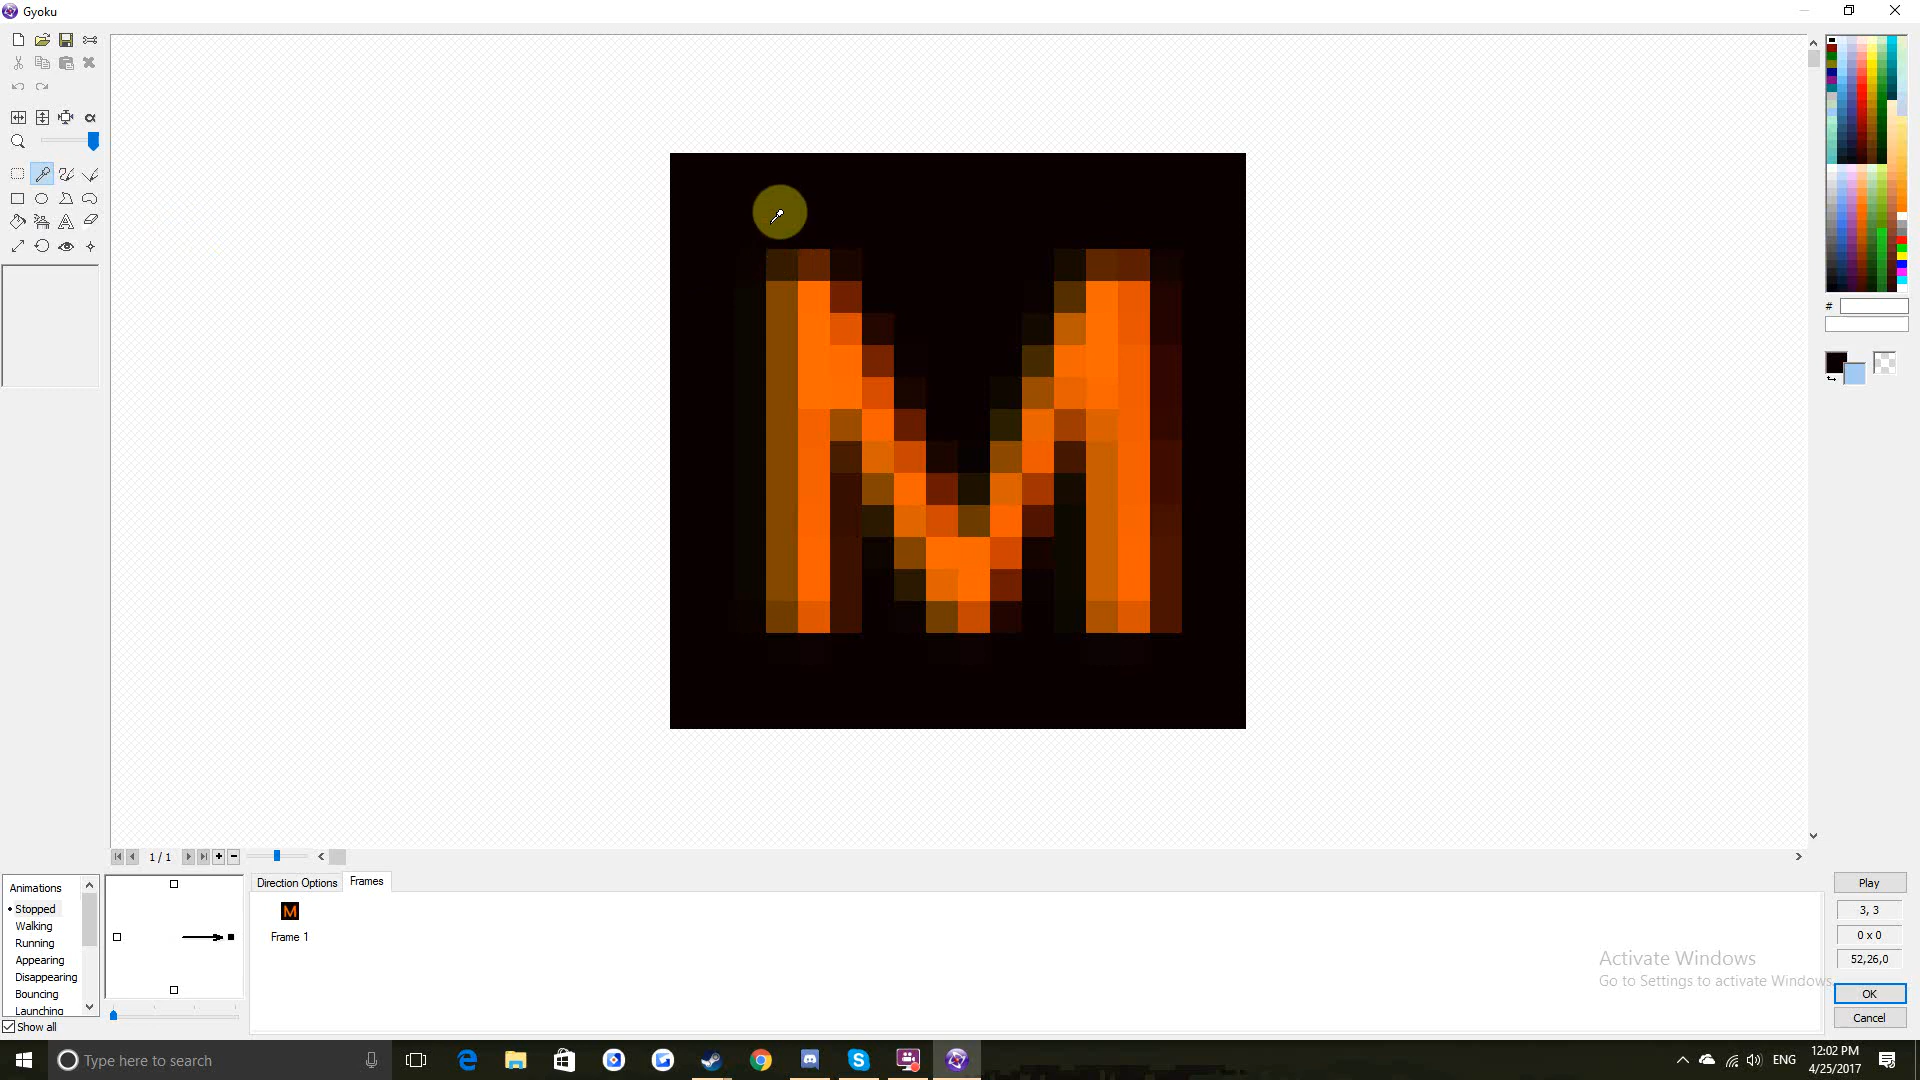 Gyoku
M
#
1 / 1
Animations
Stopped
Walking
Running
Appearing
Disappearing
Bouncing
Launching
Show all
Direction Options
Frames
M
Frame 1
Play
3, 3
0 x 0
52,26,0
OK
Cancel
Activate Windows
Go to Settings to activate Windows.
Type here to search
ENG
12:02 PM
4/25/2017